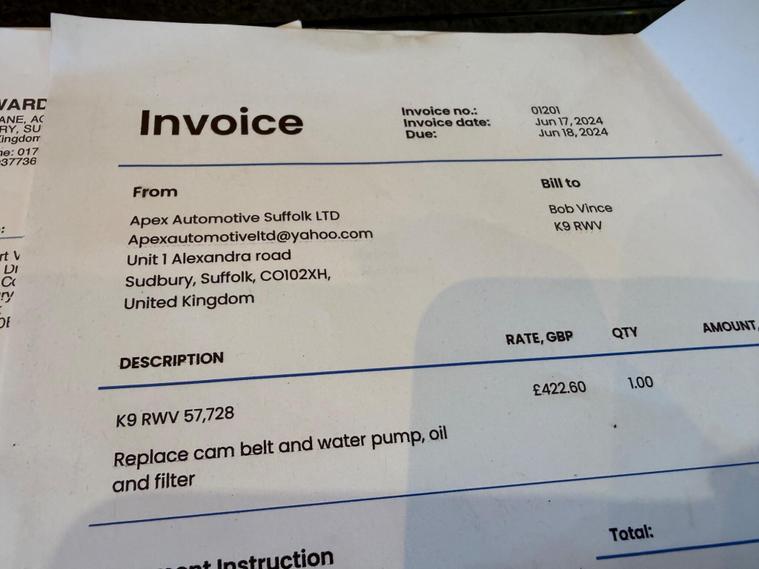 Invoice
Invoice no.: 01201
Invoice date: Jun 17, 2024
Due: Jun 18, 2024
From
Apex Automotive Suffolk LTD
Apexautomotiveltd@yahoo.com
Unit 1 Alexandra road
Sudbury, Suffolk, CO102XH,
United Kingdom
Bill to
Bob Vince
K9 RWV
DESCRIPTION RATE, GBP QTY AMOUNT,
K9 RWV 57,728 £422.60 1.00
Replace cam belt and water pump, oil
and filter
Total:
Instruction